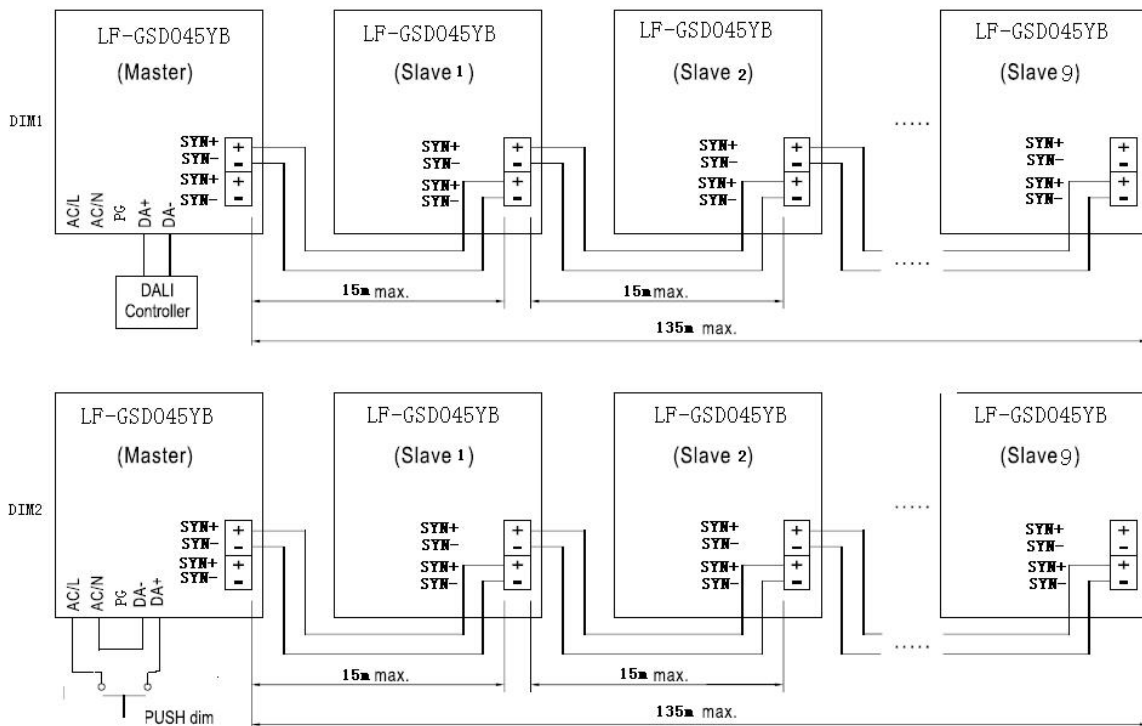 LF-GSD045YB
(Master)
DIM1
SYN+
SYN-
SYN+
SYN-
+
-
+
-
AC/L
AC/N
PG
DA+
DA-
DALI
Controller
LF-GSD045YB
(Slave 1)
SYN+
SYN-
SYN+
SYN-
+
-
+
-
LF-GSD045YB
(Slave 2)
SYN+
SYN-
SYN+
SYN-
+
-
+
-
.....
.....
LF-GSD045YB
(Slave 9)
SYN+
SYN-
SYN+
SYN-
+
-
+
-
15m max.
15m max.
135m max.
LF-GSD045YB
(Master)
DIM2
SYN+
SYN-
SYN+
SYN-
+
-
+
-
AC/L
AC/N
PG
DA-
DA+
PUSH dim
LF-GSD045YB
(Slave 1)
SYN+
SYN-
SYN+
SYN-
+
-
+
-
LF-GSD045YB
(Slave 2)
SYN+
SYN-
SYN+
SYN-
+
-
+
-
.....
.....
LF-GSD045YB
(Slave 9)
SYN+
SYN-
SYN+
SYN-
+
-
+
-
15m max.
15m max.
135m max.